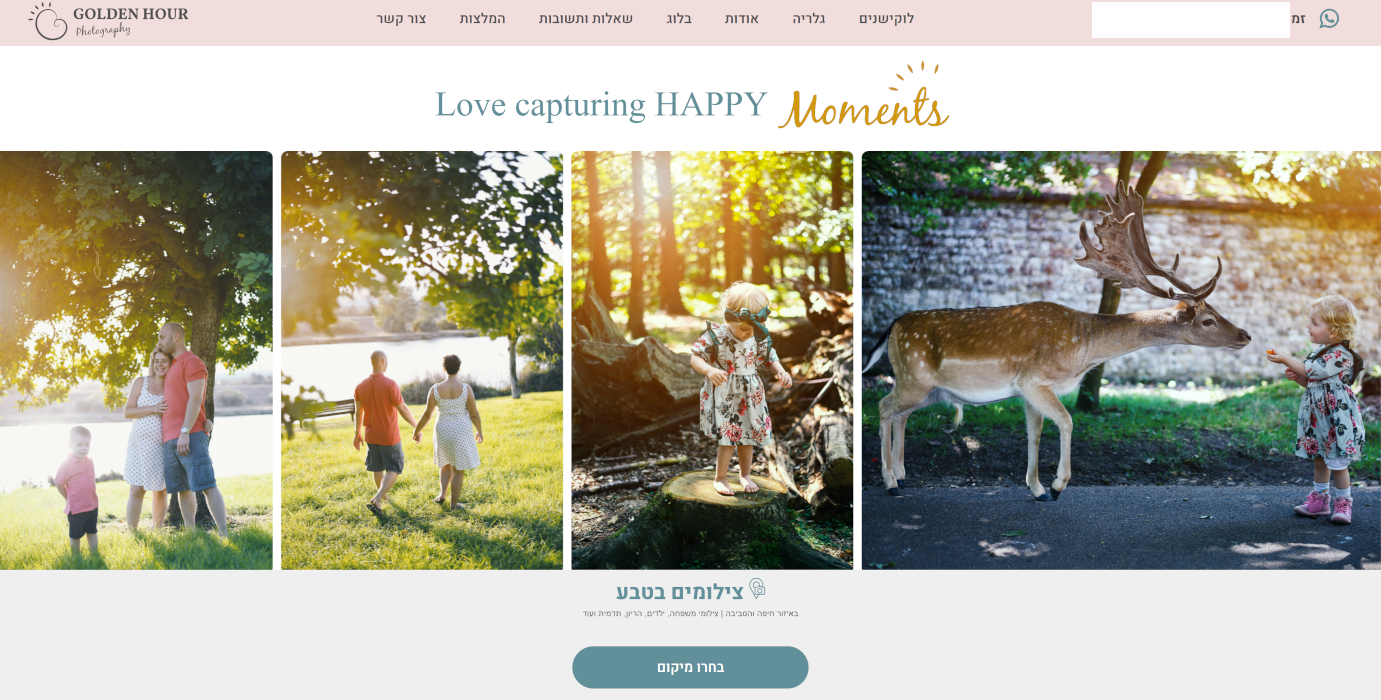 GOLDEN HOUR
Photography
לוקישנים
גלריה
אודות
בלוג
שאלות ותשובות
המלצות
צור קשר
זמ
Love capturing HAPPY Moments
צילומים בטבע
באיזור חיפה והסביבה | צילומי משפחה, ילדים, הריון, תדמית ועוד
בחרו מיקום